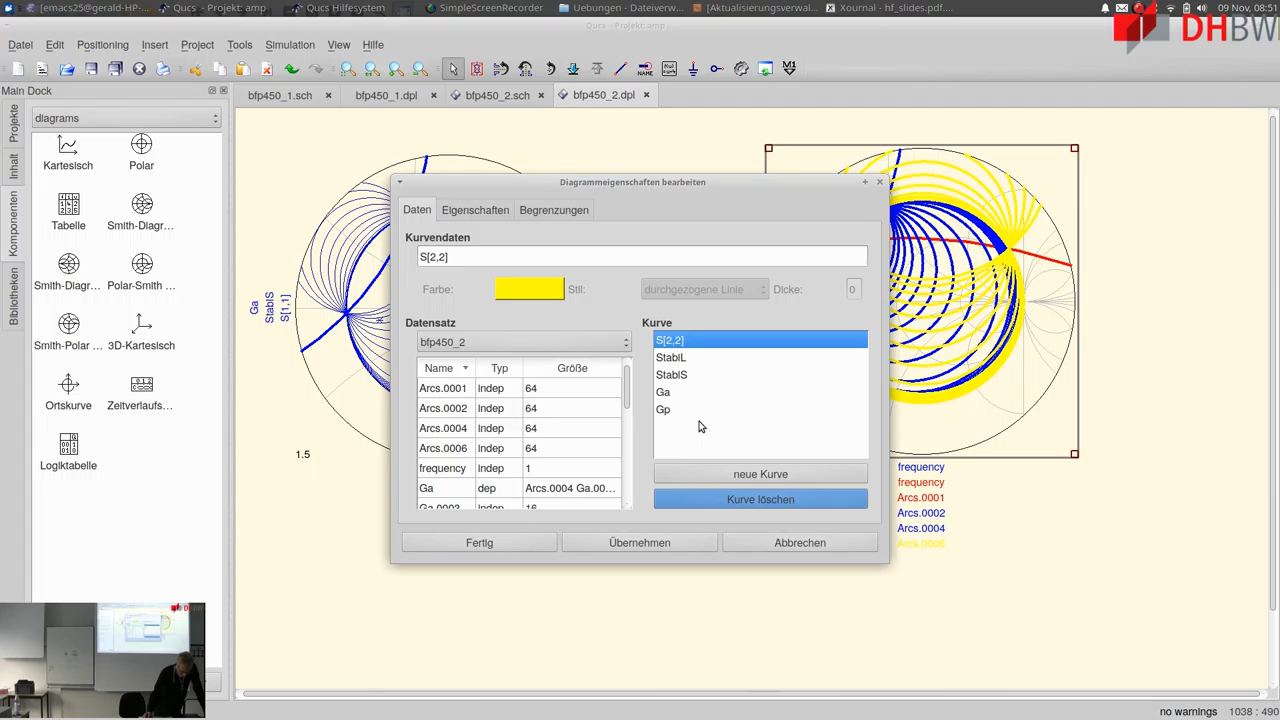 [emacs25@gerald-HP-... Qucs - Projekt: amp Qucs Hilfesystem SimpleScreenRecorder Uebungen - Dateiverw... [Aktualisierungsverwal... Xournal - hf_slides.pdf... 09 Nov, 08:51
Qucs - Projekt: amp
DHBW
Datei Edit Positioning Insert Project Tools Simulation View Hilfe
NAME
Main Dock
bfp450_1.sch bfp450_1.dpl bfp450_2.sch bfp450_2.dpl
Projekte
Inhalt
Komponenten
Bibliotheken
diagrams
Kartesisch Polar
Tabelle Smith-Diagr...
Smith-Diag... Polar-Smith ...
Smith-Polar ... 3D-Kartesisch
Ortskurve Zeitverlaufs...
Logiktabelle
Ga
StabIS
S[1,1]
1.5
Diagrammeigenschaften bearbeiten
Daten Eigenschaften Begrenzungen
Kurvendaten
S[2,2]
Farbe: Stil: durchgezogene Linie Dicke: 0
Datensatz
bfp450_2
Name Typ Größe
Arcs.0001 indep 64
Arcs.0002 indep 64
Arcs.0004 indep 64
Arcs.0006 indep 64
frequency indep 1
Ga dep Arcs.0004 Ga.00...
Ga.0003 indep 16
Kurve
S[2,2]
StabIL
StabIS
Ga
Gp
neue Kurve
Kurve löschen
Fertig Übernehmen Abbrechen
frequency
frequency
Arcs.0001
Arcs.0002
Arcs.0004
Arcs.0006
no warnings 1038 : 490